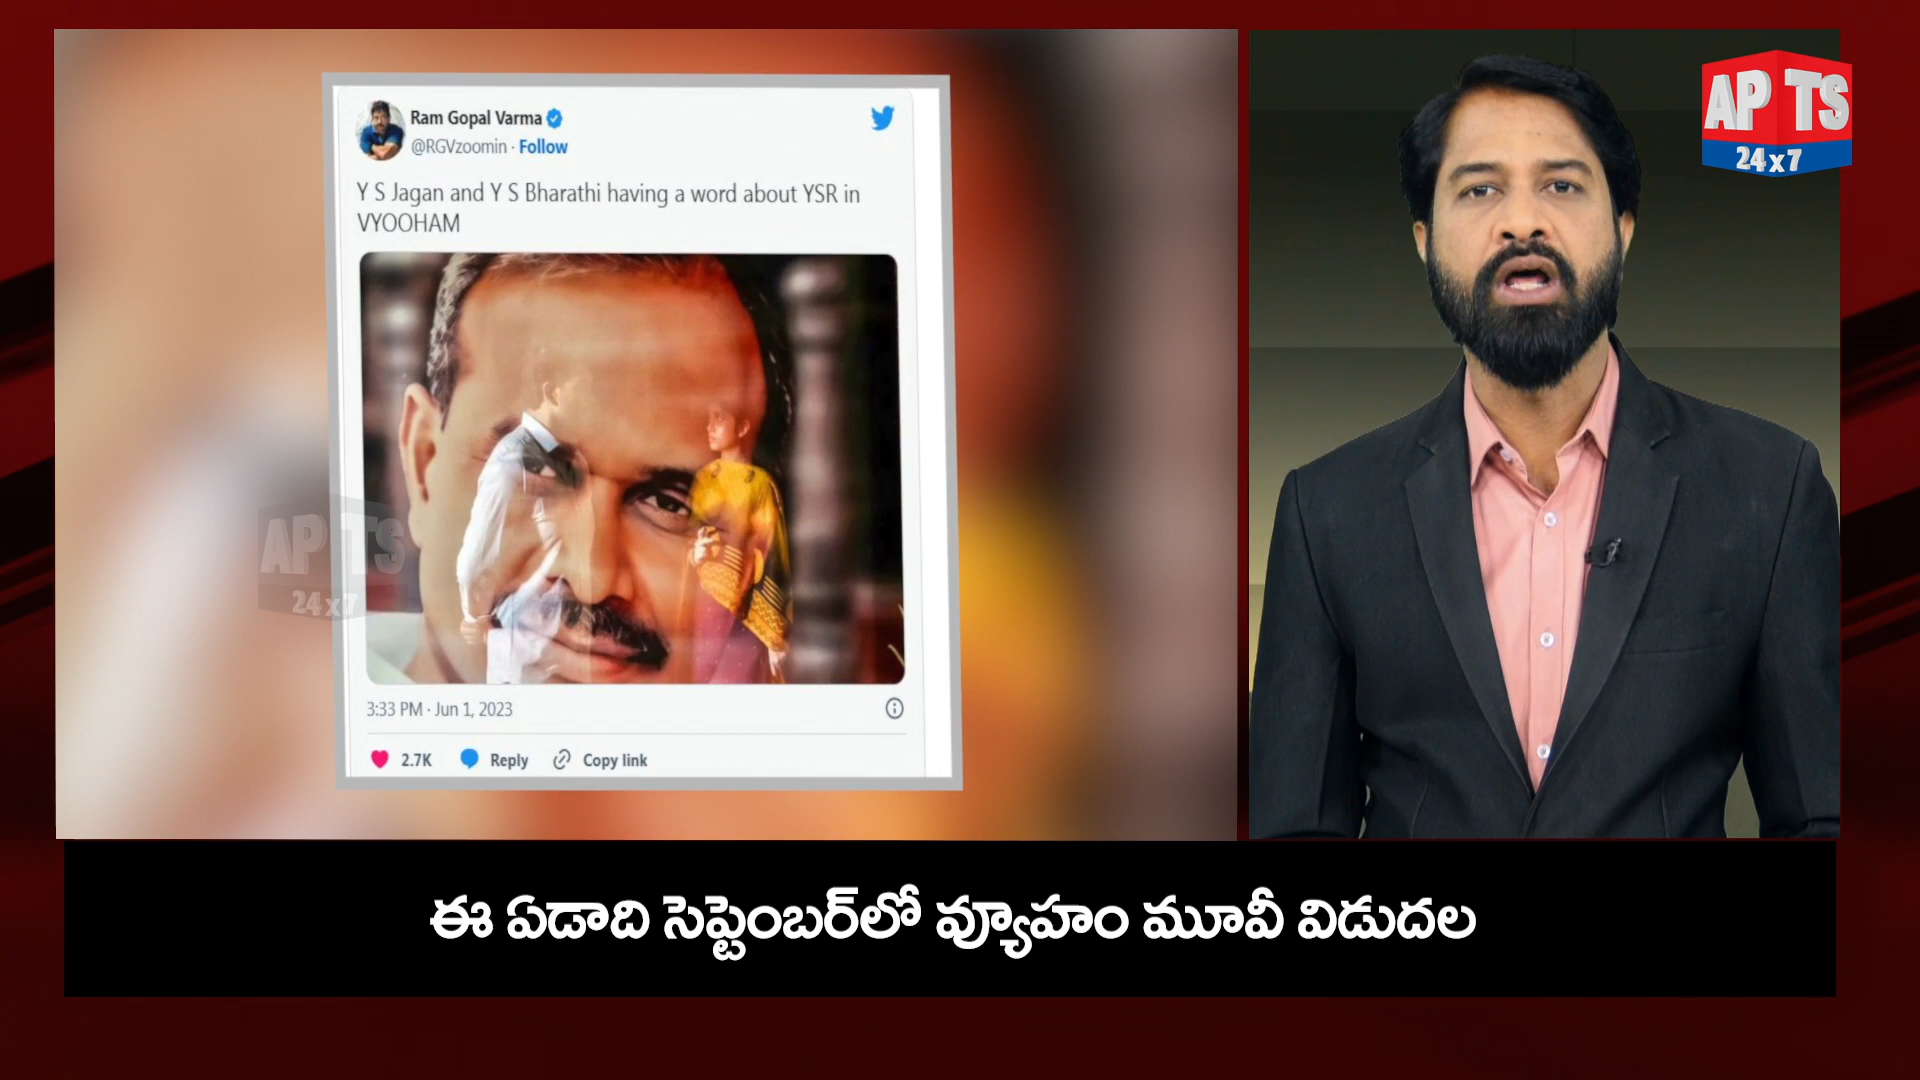 Ram Gopal Varma
@RGVzoomin · Follow
Y S Jagan and Y S Bharathi having a word about YSR in
VYOOHAM
3:33 PM · Jun 1, 2023
2.7K Reply Copy link
AP TS
24x7
AP TS
24x7
ఈ ఏడాది సెప్టెంబర్‌లో వ్యూహం మూవీ విడుదల